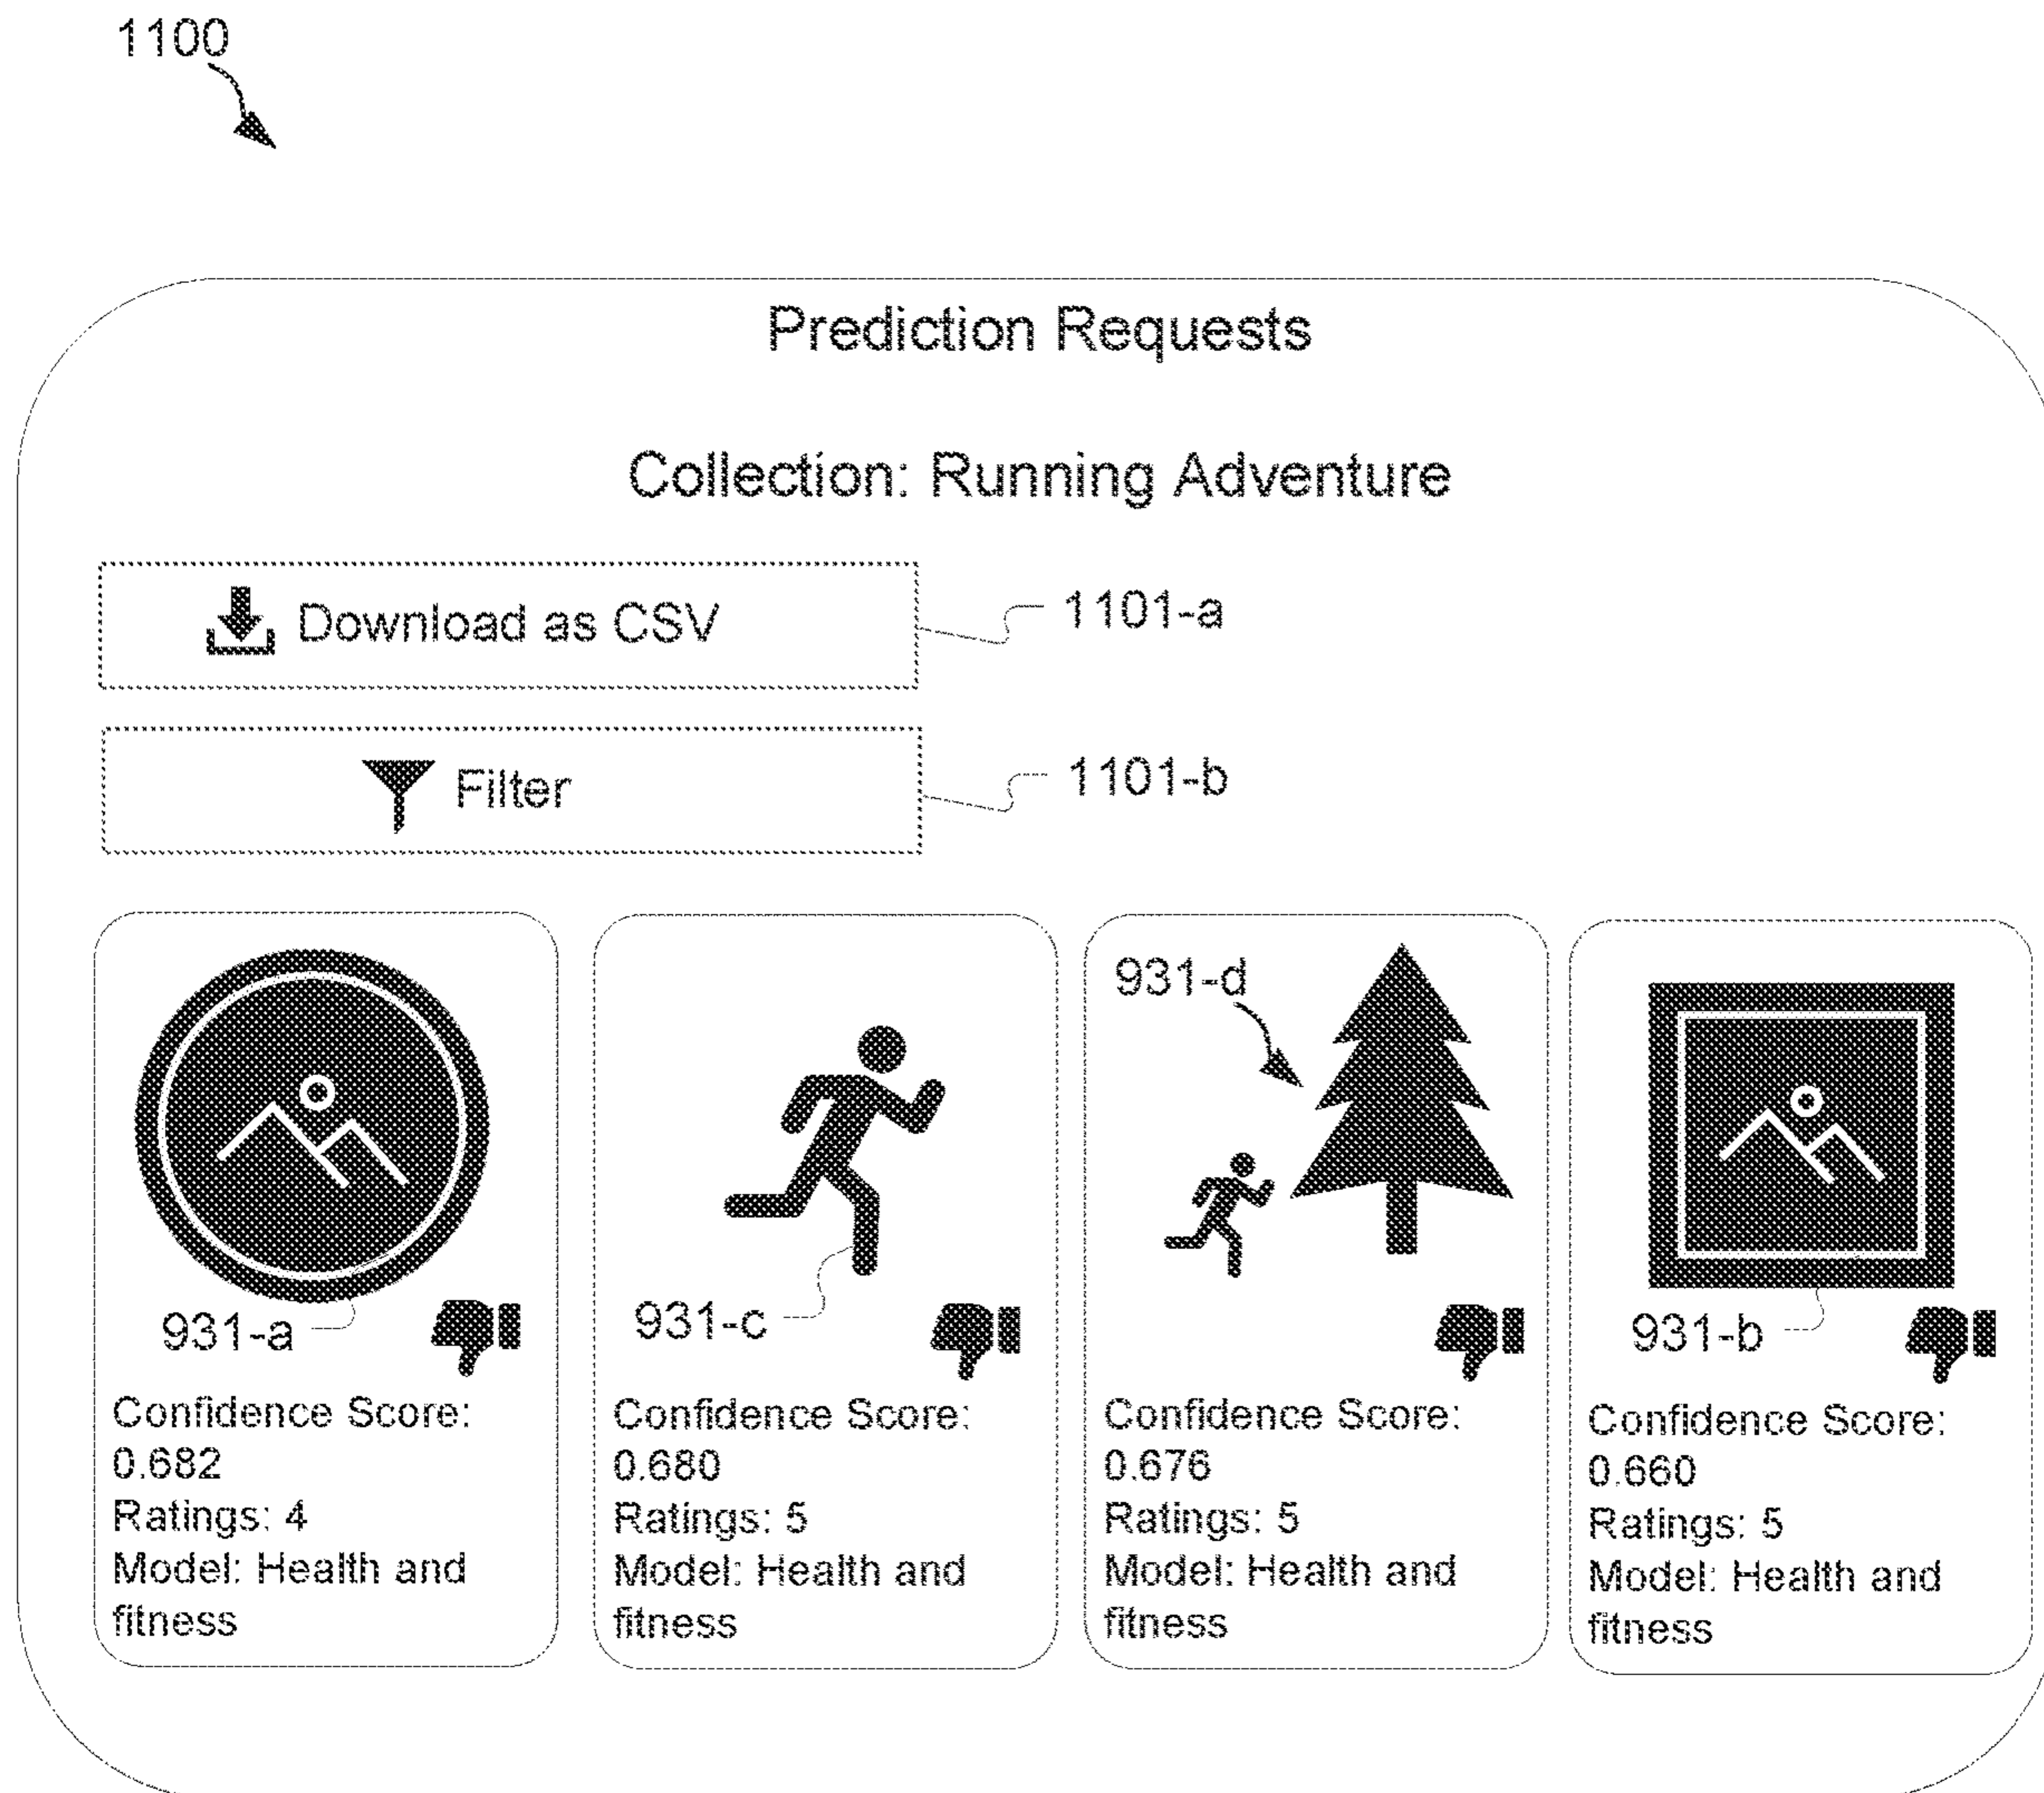 1100
Prediction Requests
Collection: Running Adventure
Download as CSV
1101-a
Filter
1101-b
931-a
Confidence Score:
0.682
Ratings: 4
Model: Health and
fitness
931-c
Confidence Score:
0.680
Ratings: 5
Model: Health and
fitness
931-d
Confidence Score:
0.676
Ratings: 5
Model: Health and
fitness
931-b
Confidence Score:
0.660
Ratings: 5
Model: Health and
fitness